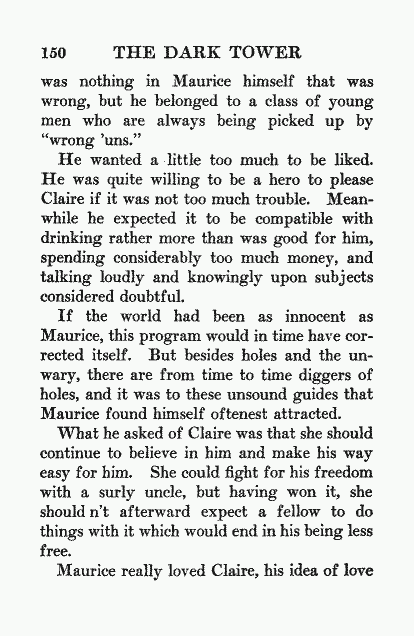 150 THE DARK TOWER
was nothing in Maurice himself that was
wrong, but he belonged to a class of young
men who are always being picked up by
“wrong ’uns.”
He wanted a little too much to be liked.
He was quite willing to be a hero to please
Claire if it was not too much trouble. Mean-
while he expected it to be compatible with
drinking rather more than was good for him,
spending considerably too much money, and
talking loudly and knowingly upon subjects
considered doubtful.
If the world had been as innocent as
Maurice, this program would in time have cor-
rected itself. But besides holes and the un-
wary, there are from time to time diggers of
holes, and it was to these unsound guides that
Maurice found himself oftenest attracted.
What he asked of Claire was that she should
continue to believe in him and make his way
easy for him. She could fight for his freedom
with a surly uncle, but having won it, she
should n’t afterward expect a fellow to do
things with it which would end in his being less
free.
Maurice really loved Claire, his idea of love